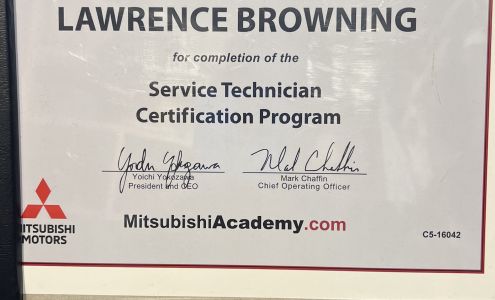 LAWRENCE BROWNING
for completion of the
Service Technician
Certification Program
Yoichi Yokozawa
President and CEO
Mark Chaffin
Chief Operating Officer
MITSUBISHI
MOTORS
MitsubishiAcademy.com
C5-16042